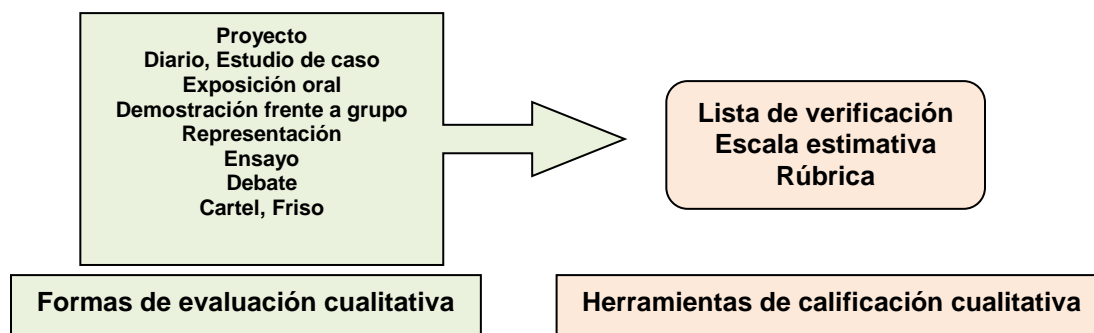 Proyecto
Diario, Estudio de caso
Exposición oral
Demostración frente a grupo
Representación
Ensayo
Debate
Cartel, Friso
Lista de verificación
Escala estimativa
Rúbrica
Formas de evaluación cualitativa
Herramientas de calificación cualitativa